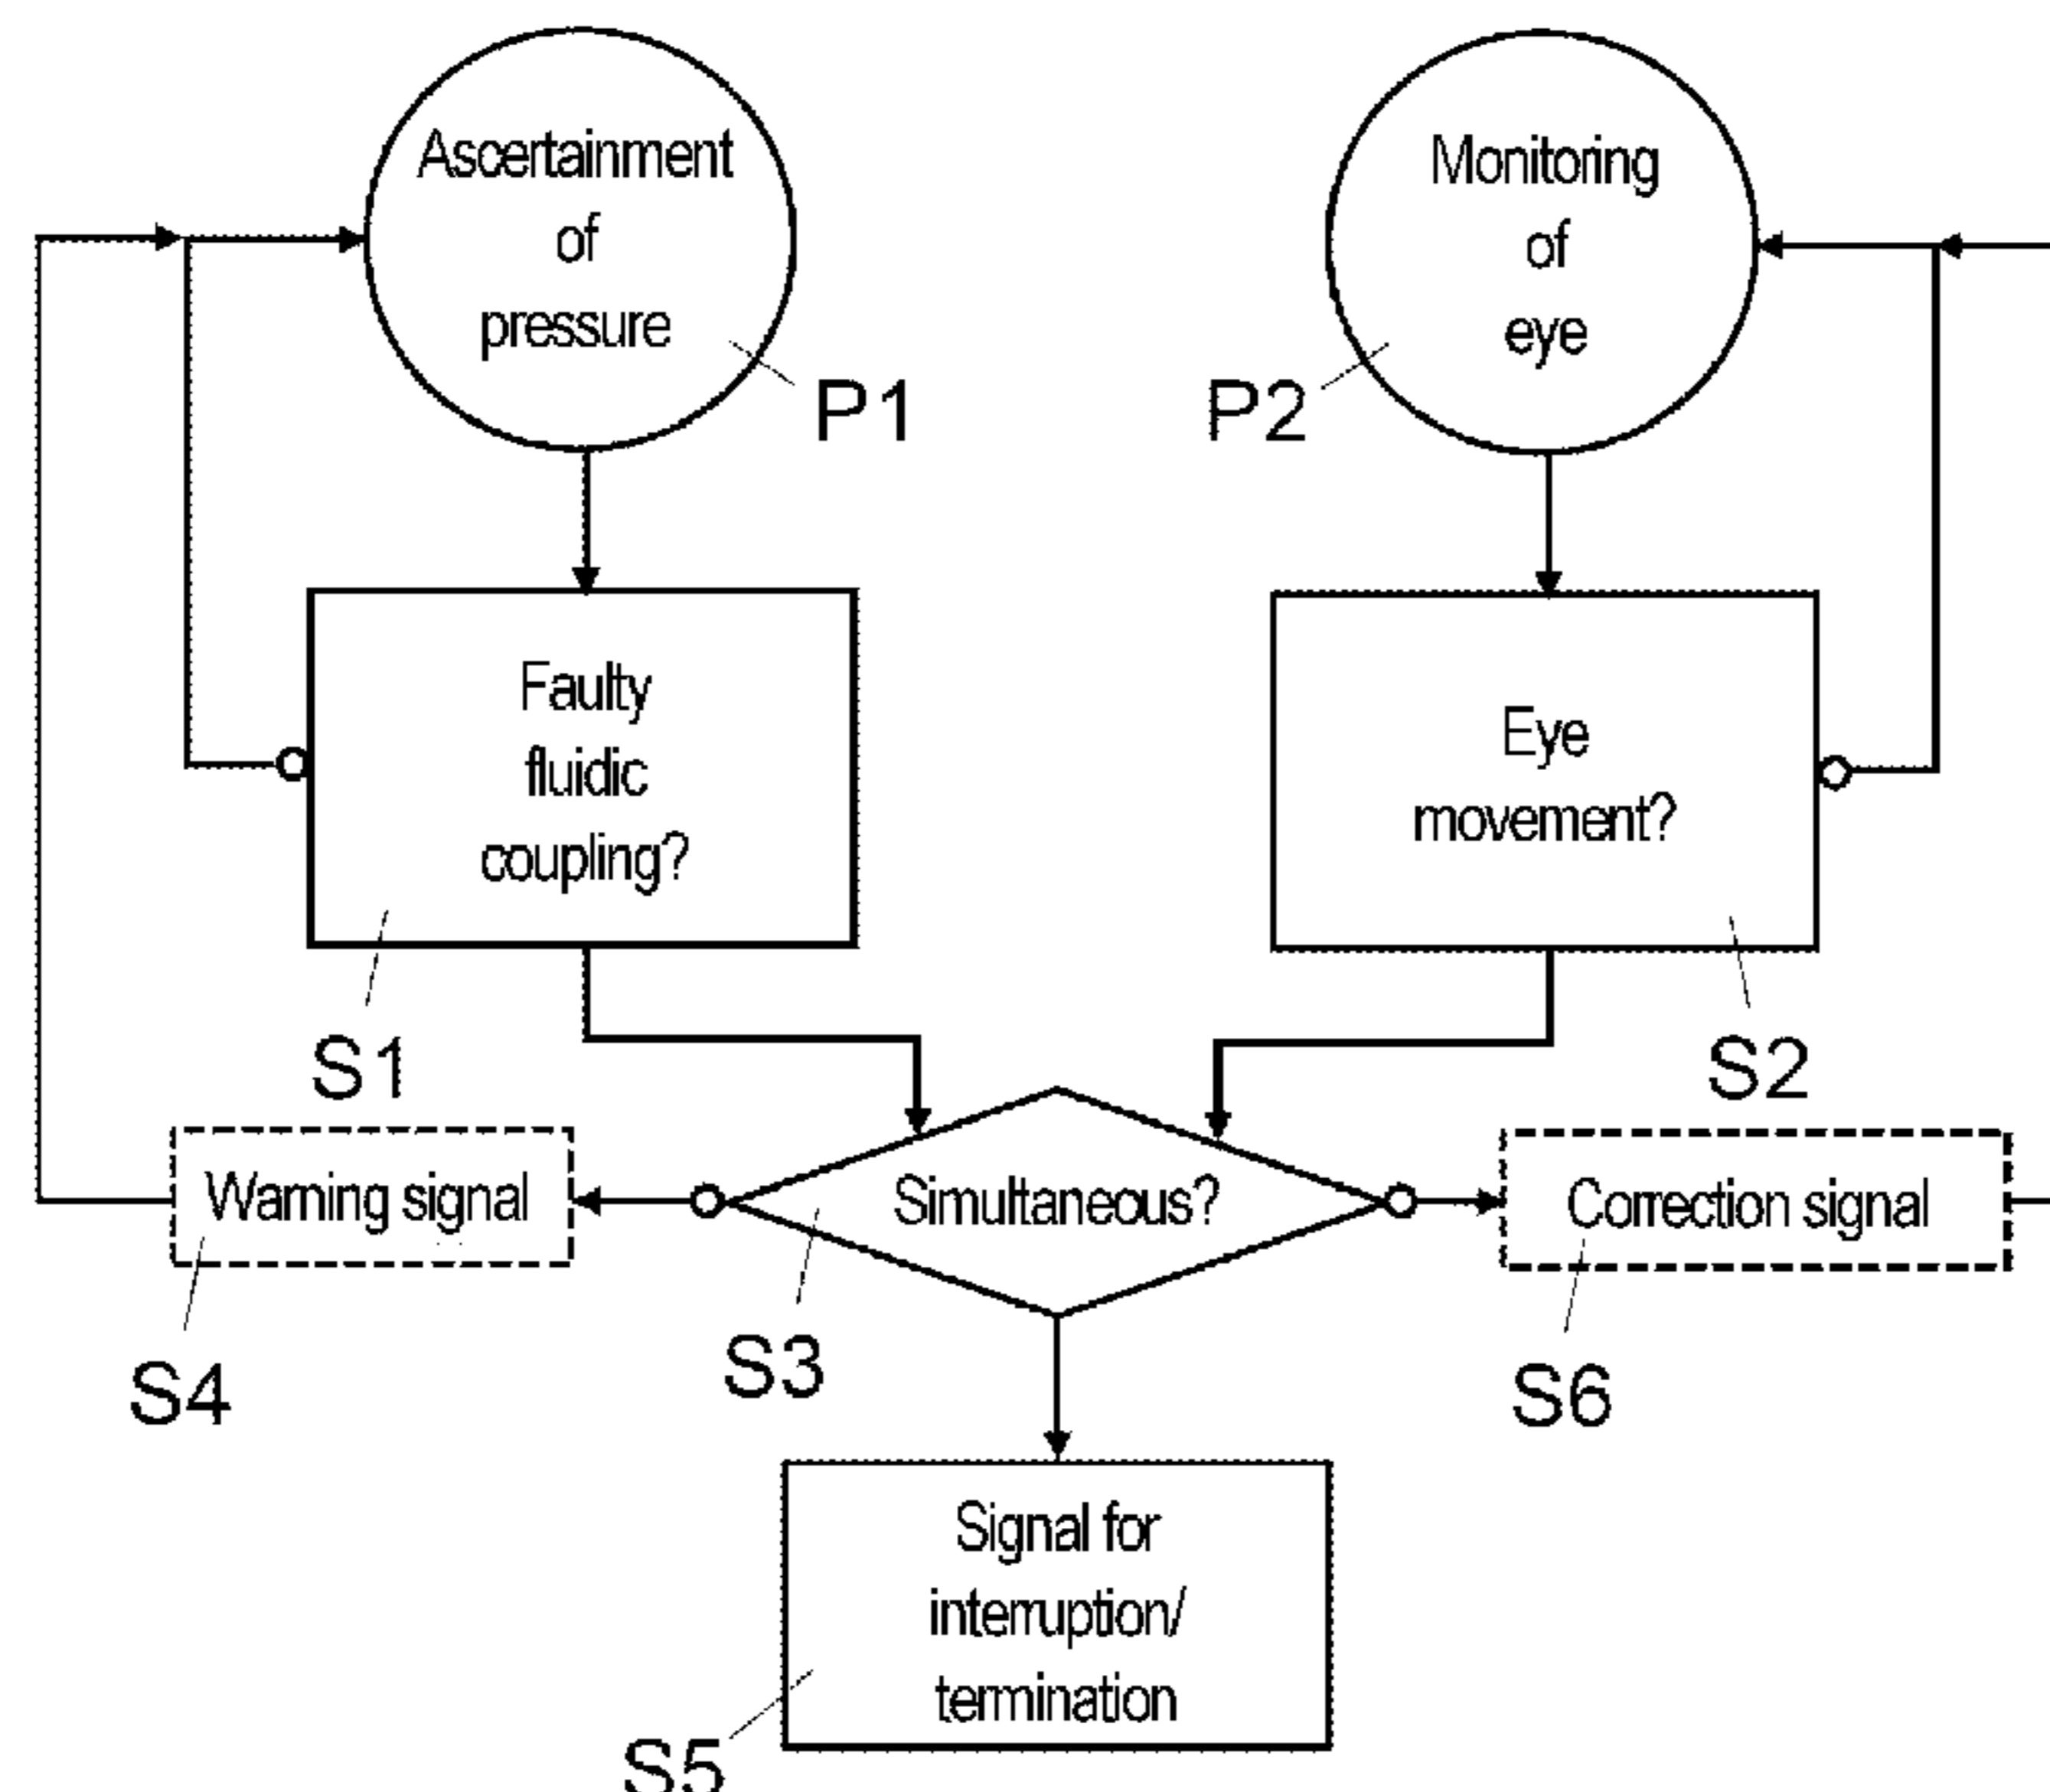 Ascertainment
of
pressure
P1
Monitoring
of
eye
P2
Faulty
fluidic
coupling?
S1
Eye
movement?
S2
Warning signal
S4
Simultaneous?
S3
Correction signal
S6
Signal for
interruption/
termination
S5